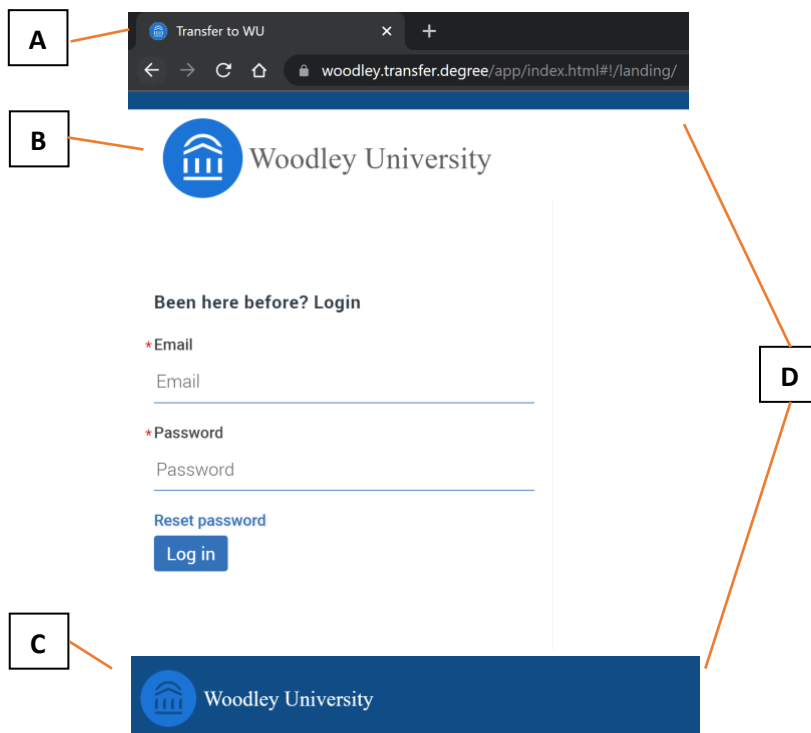 A
Transfer to WU
woodley.transfer.degree/app/index.html#!/landing/
B
Woodley University
Been here before? Login
*Email
Email
D
*Password
Password
Reset password
Log in
C
Woodley University